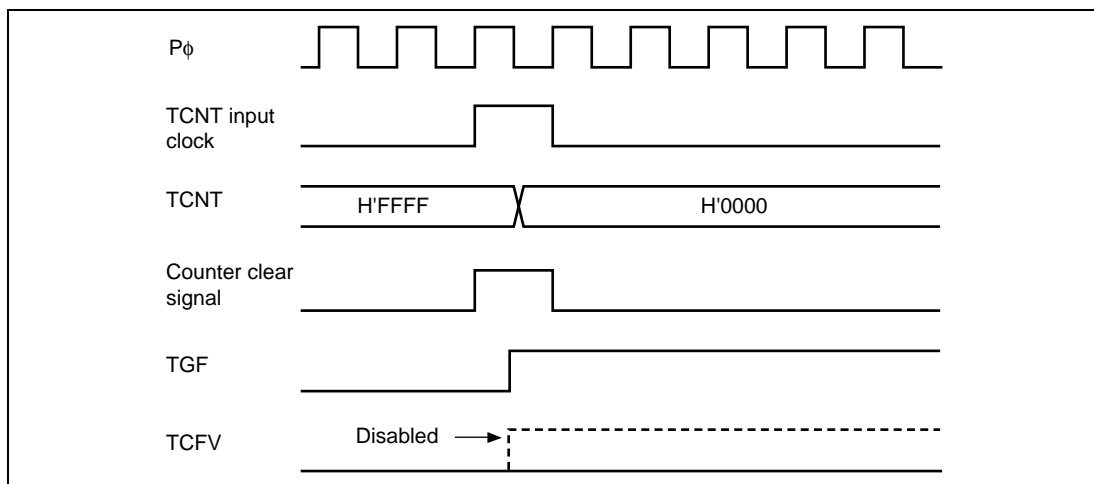 Pϕ
TCNT input
clock
TCNT
H'FFFF
H'0000
Counter clear
signal
TGF
TCFV
Disabled